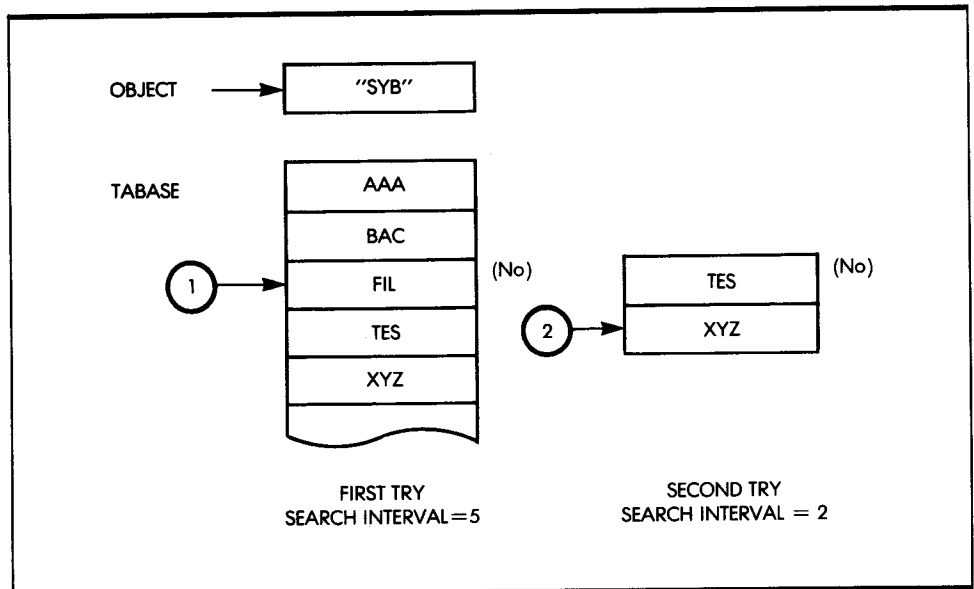 OBJECT
"SYB"
TABASE
AAA
BAC
1
FIL
(No)
TES
XYZ
TES
(No)
2
XYZ
FIRST TRY
SEARCH INTERVAL=5
SECOND TRY
SEARCH INTERVAL = 2